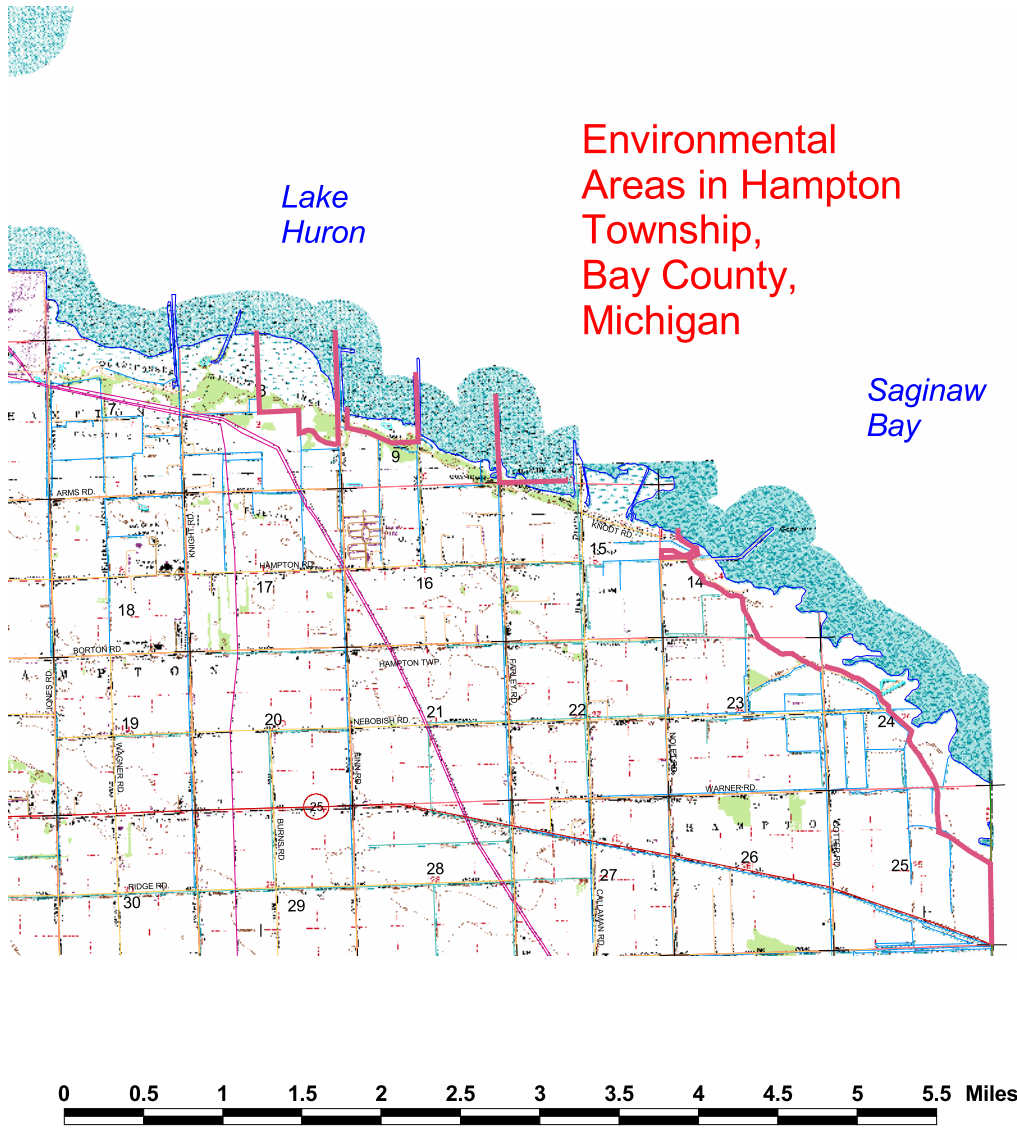 Environmental
Areas in Hampton
Township,
Bay County,
Michigan
Lake
Huron
Saginaw
Bay
7
9
ARMS RD.
KNIGHT RD.
KNODT RD.
15
HAMPTON RD.
17
16
14
18
BORTON RD.
HAMPTON TWP.
A M P T O N
JONES RD.
FARLEY RD.
19
20
NEBOBISH RD.
21
22
23
24
WAGNER RD.
WARNER RD.
25
BURNS RD.
H A M P T O
28
26
25
27
RIDGE RD.
30
29
CALLAHAN RD.
0 0.5 1 1.5 2 2.5 3 3.5 4 4.5 5 5.5 Miles